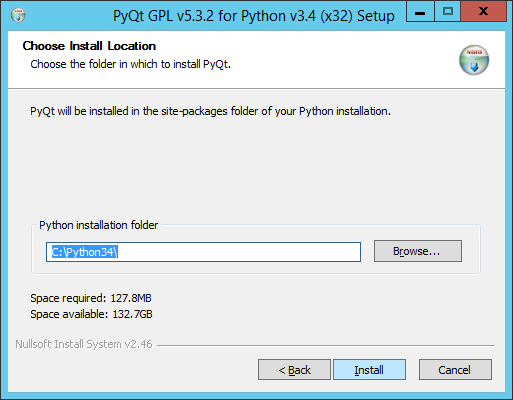 PyQt GPL v5.3.2 for Python v3.4 (x32) Setup
Choose Install Location
Choose the folder in which to install PyQt.
PyQt will be installed in the site-packages folder of your Python installation.
Python installation folder
C:\Python34\
Browse...
Space required: 127.8MB
Space available: 132.7GB
Nullsoft Install System v2.46
< Back
Install
Cancel